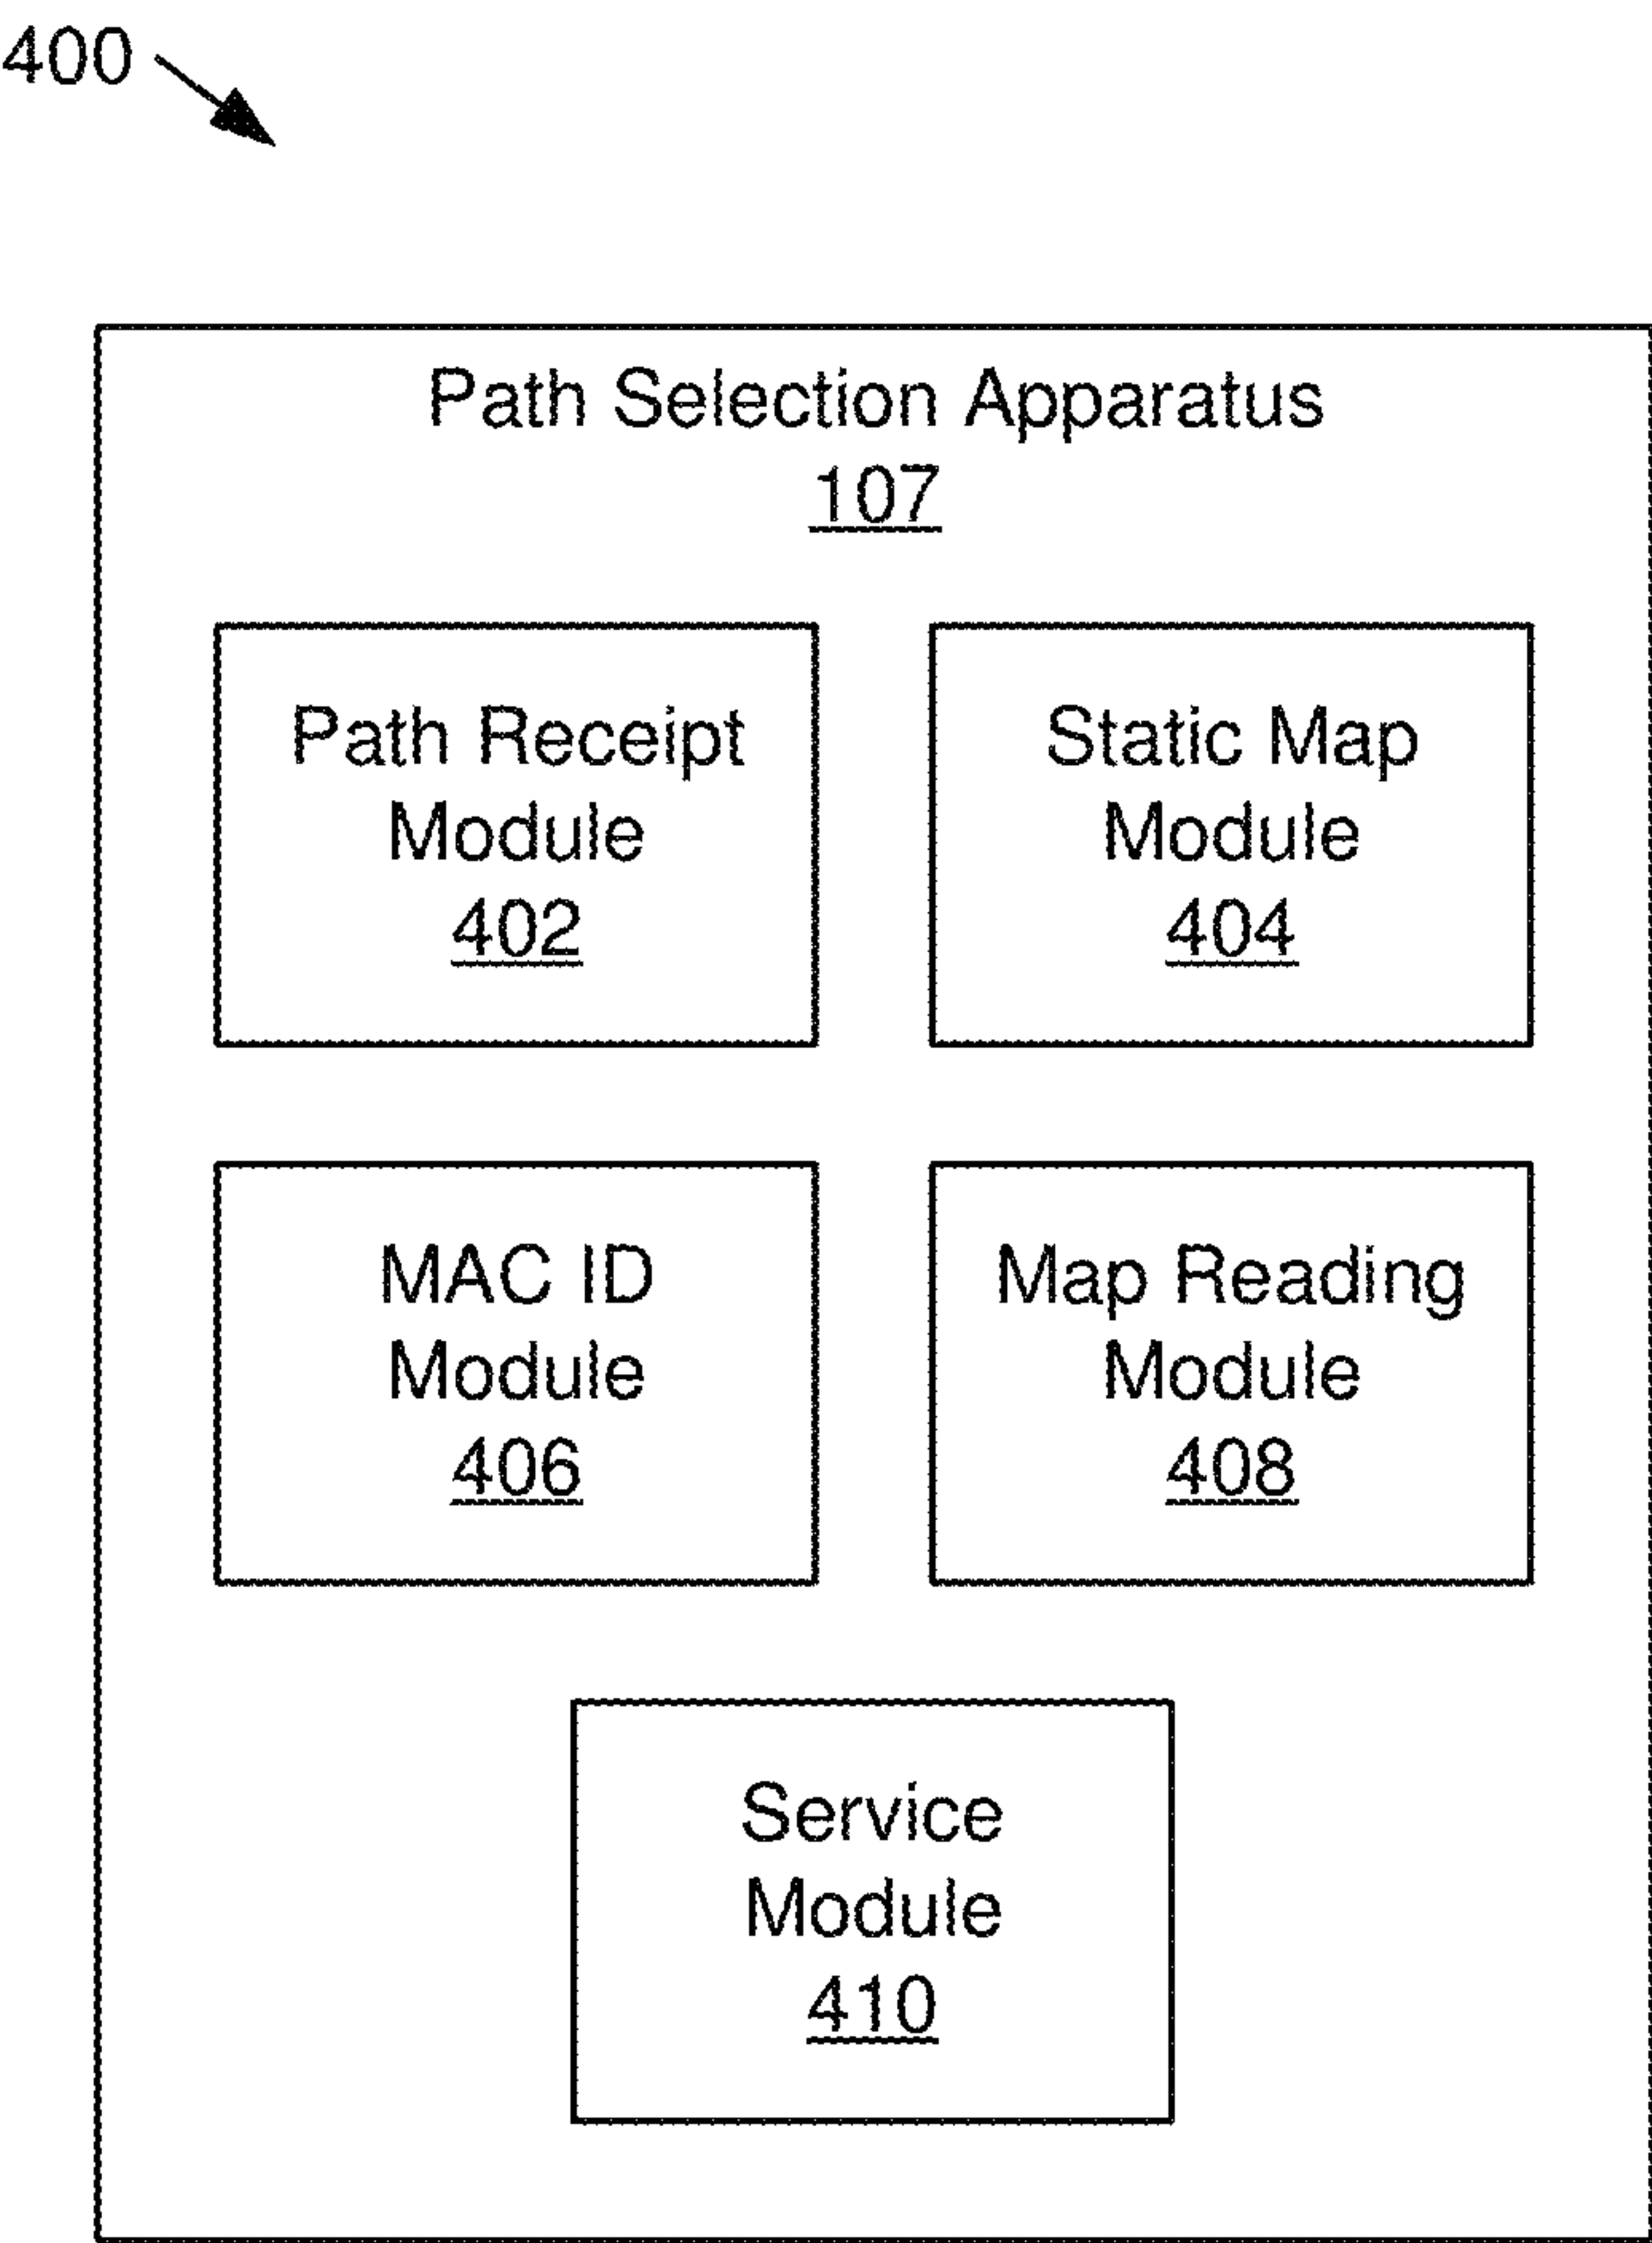 400
Path Selection Apparatus
107
Path Receipt
Module
402
Static Map
Module
404
MAC ID
Module
406
Map Reading
Module
408
Service
Module
410